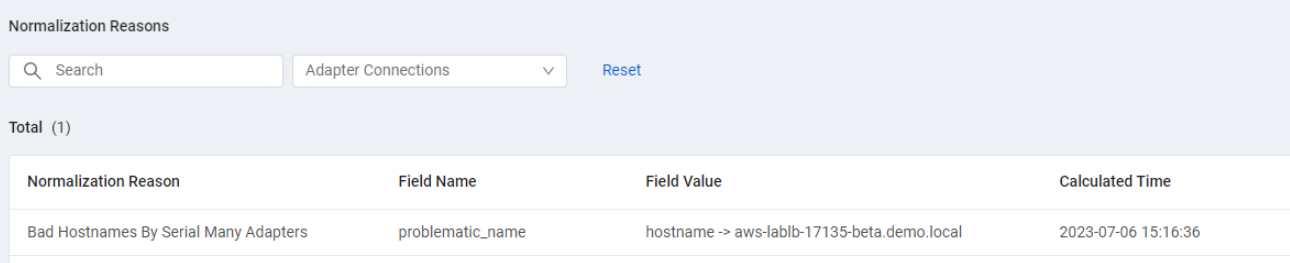 Normalization Reasons
Search Adapter Connections Reset
Total (1)
Normalization Reason Field Name Field Value Calculated Time
Bad Hostnames By Serial Many Adapters problematic_name hostname -> aws-lablb-17135-beta.demo.local 2023-07-06 15:16:36